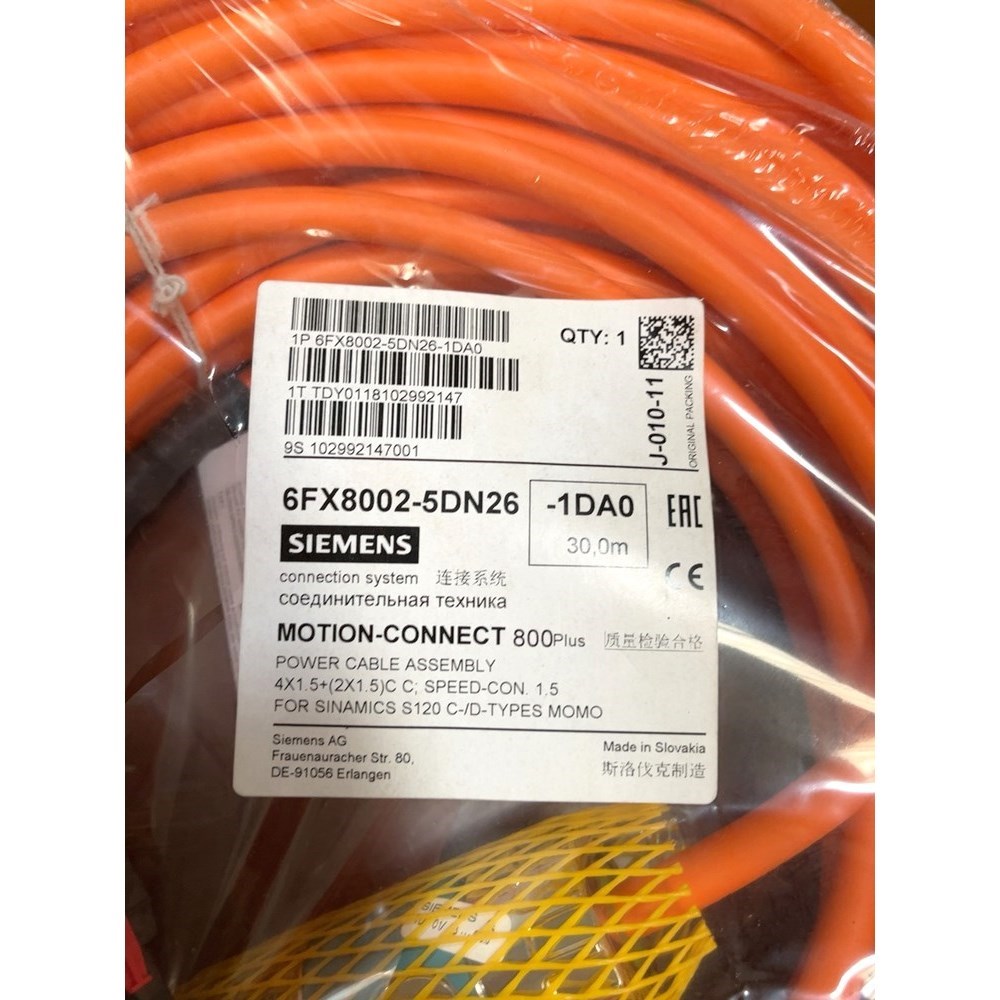 1P 6FX8002-5DN26-1DA0
QTY: 1
1T TDY0118102992147
9S 102992147001
J-010-11
ORIGINAL PACKING
6FX8002-5DN26
-1DA0
30,0m
EAC
SIEMENS
CE
connection system 连接系统
соединительная техника
MOTION-CONNECT 800Plus 质量检验合格
POWER CABLE ASSEMBLY
4X1.5+(2X1.5)C C; SPEED-CON. 1.5
FOR SINAMICS S120 C-/D-TYPES MOMO
Siemens AG
Frauenauracher Str. 80,
DE-91056 Erlangen
Made in Slovakia
斯洛伐克制造